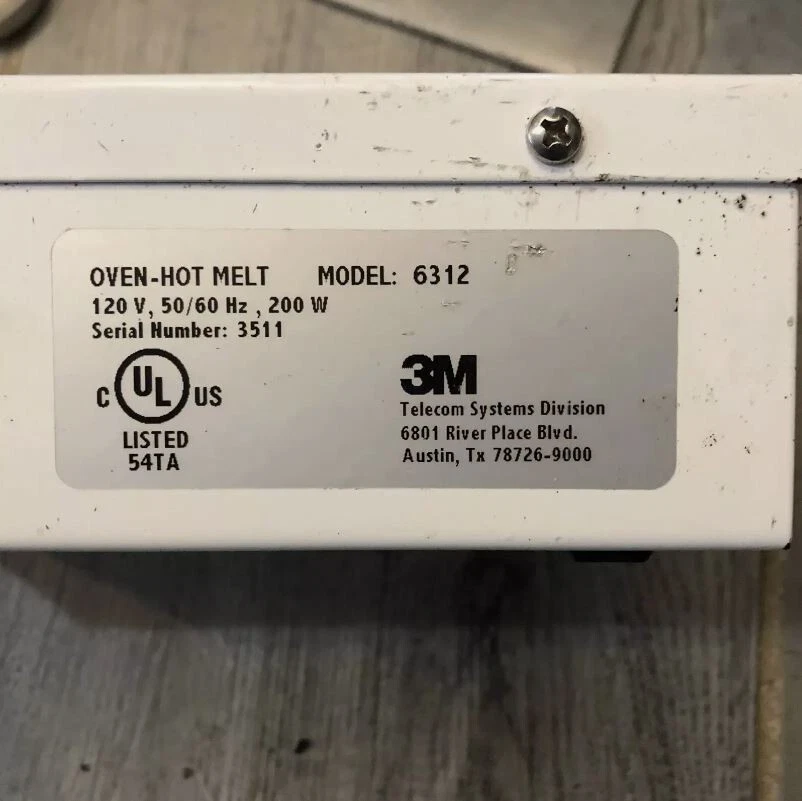 OVEN-HOT MELT MODEL: 6312
120 V, 50/60 Hz , 200 W
Serial Number: 3511
C UL US
LISTED
54TA
3M
Telecom Systems Division
6801 River Place Blvd.
Austin, Tx 78726-9000